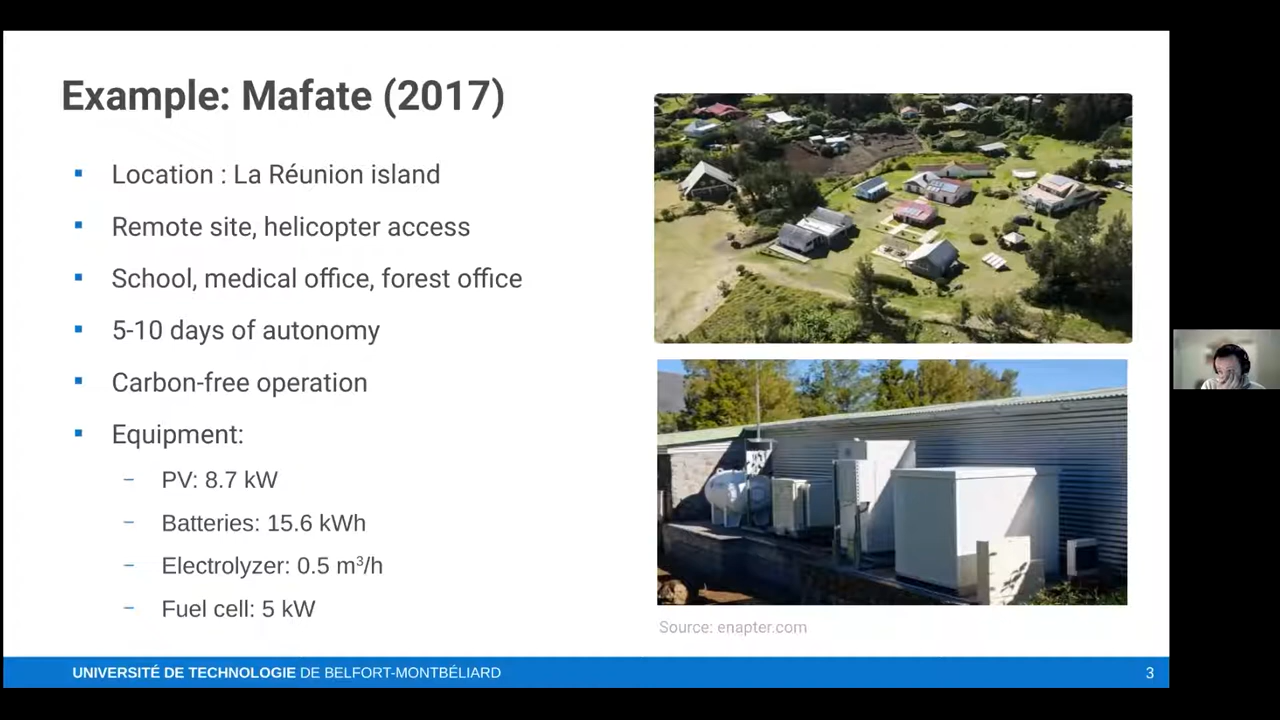 Example: Mafate (2017)
▪ Location : La Réunion island
▪ Remote site, helicopter access
▪ School, medical office, forest office
▪ 5-10 days of autonomy
▪ Carbon-free operation
▪ Equipment:
– PV: 8.7 kW
– Batteries: 15.6 kWh
– Electrolyzer: 0.5 m³/h
– Fuel cell: 5 kW
Source: enapter.com
UNIVERSITÉ DE TECHNOLOGIE DE BELFORT-MONTBÉLIARD 3